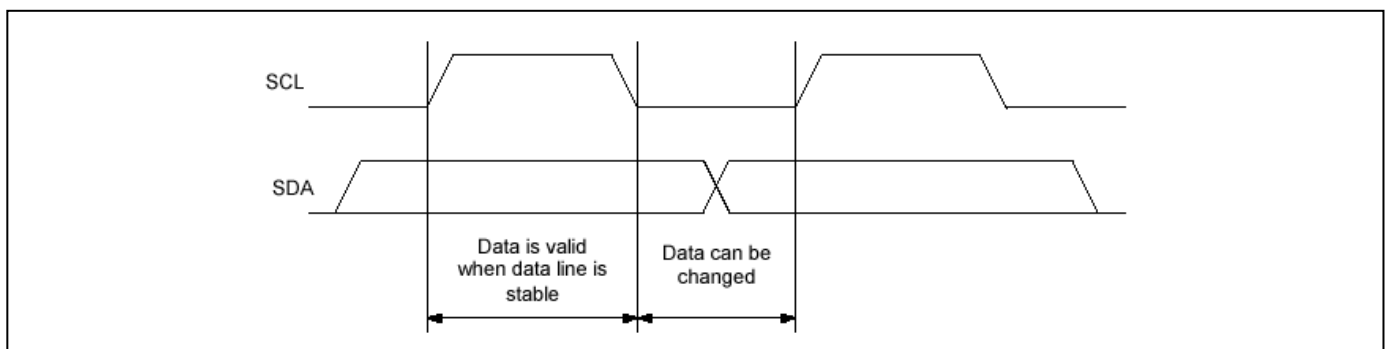 SCL
SDA
Data is valid
when data line is
stable
Data can be
changed